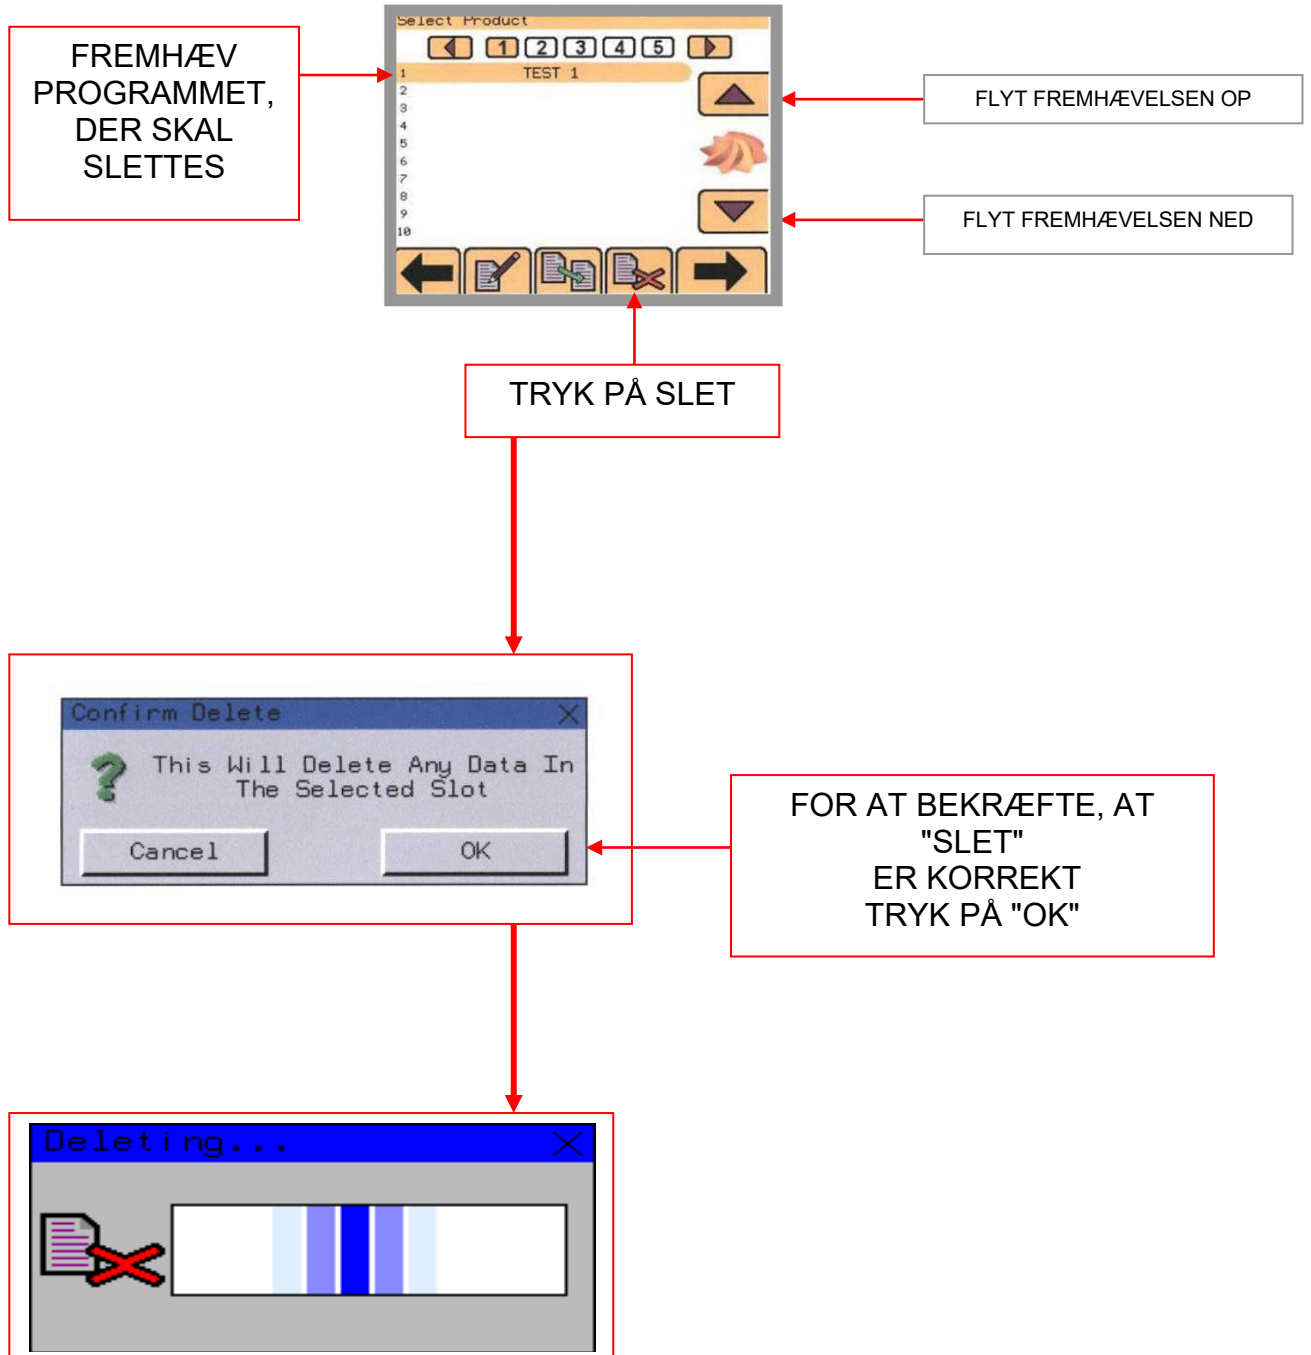 FREMHÆV
PROGRAMMET,
DER SKAL
SLETTES
Select Product
1 2 3 4 5
1 TEST 1
2
3
4
5
6
7
8
9
10
FLYT FREMHÆVELSEN OP
FLYT FREMHÆVELSEN NED
TRYK PÅ SLET
Confirm Delete
This Will Delete Any Data In
The Selected Slot
Cancel OK
FOR AT BEKRÆFTE, AT
"SLET"
ER KORREKT
TRYK PÅ "OK"
Deleting...